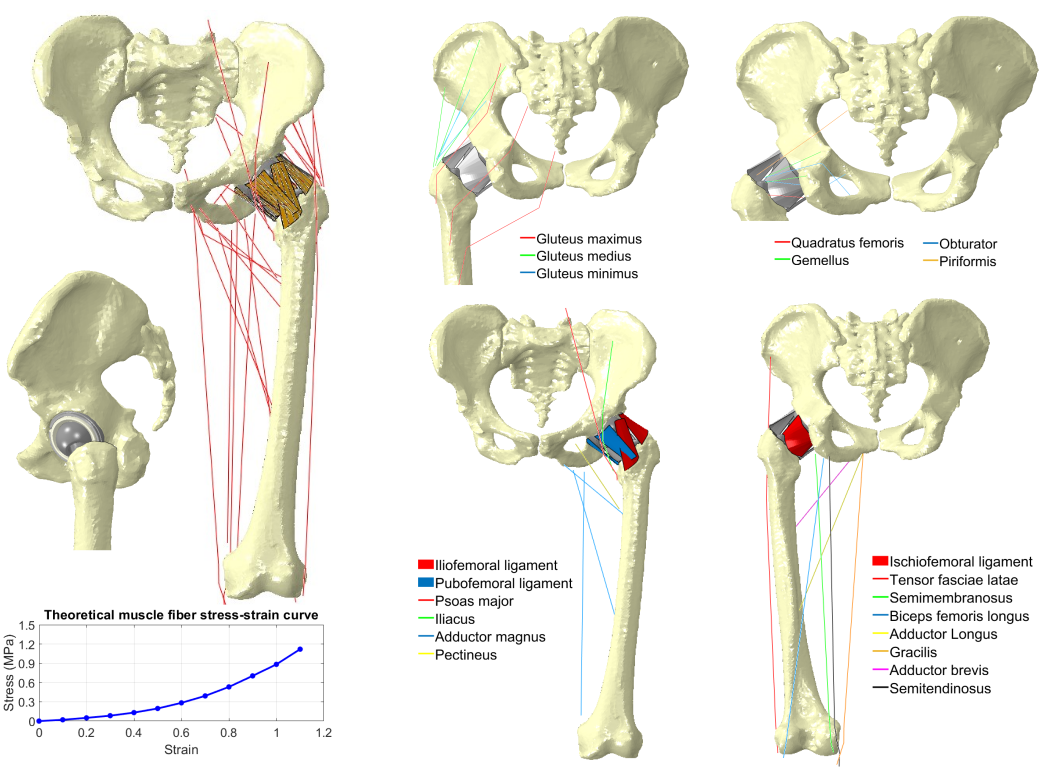 Gluteus maximus
Gluteus medius
Gluteus minimus
Quadratus femoris
Gemellus
Obturator
Piriformis
Iliofemoral ligament
Pubofemoral ligament
Psoas major
Iliacus
Adductor magnus
Pectineus
Ischiofemoral ligament
Tensor fasciae latae
Semimembranosus
Biceps femoris longus
Adductor Longus
Gracilis
Adductor brevis
Semitendinosus
Theoretical muscle fiber stress-strain curve
Stress (MPa)
1.5
1.2
0.9
0.6
0.3
0
0 0.2 0.4 0.6 0.8 1 1.2
Strain